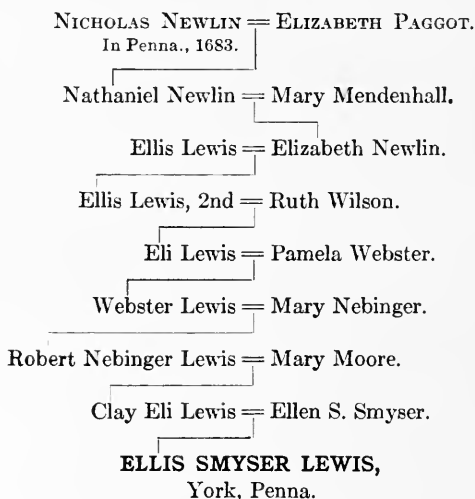 NICHOLAS NEWLIN = ELIZABETH PAGGOT.
In Penna., 1683.
Nathaniel Newlin = Mary Mendenhall.
Ellis Lewis = Elizabeth Newlin.
Ellis Lewis, 2nd = Ruth Wilson.
Eli Lewis = Pamela Webster.
Webster Lewis = Mary Nebinger.
Robert Nebinger Lewis = Mary Moore.
Clay Eli Lewis = Ellen S. Smyser.
ELLIS SMYSER LEWIS,
York, Penna.